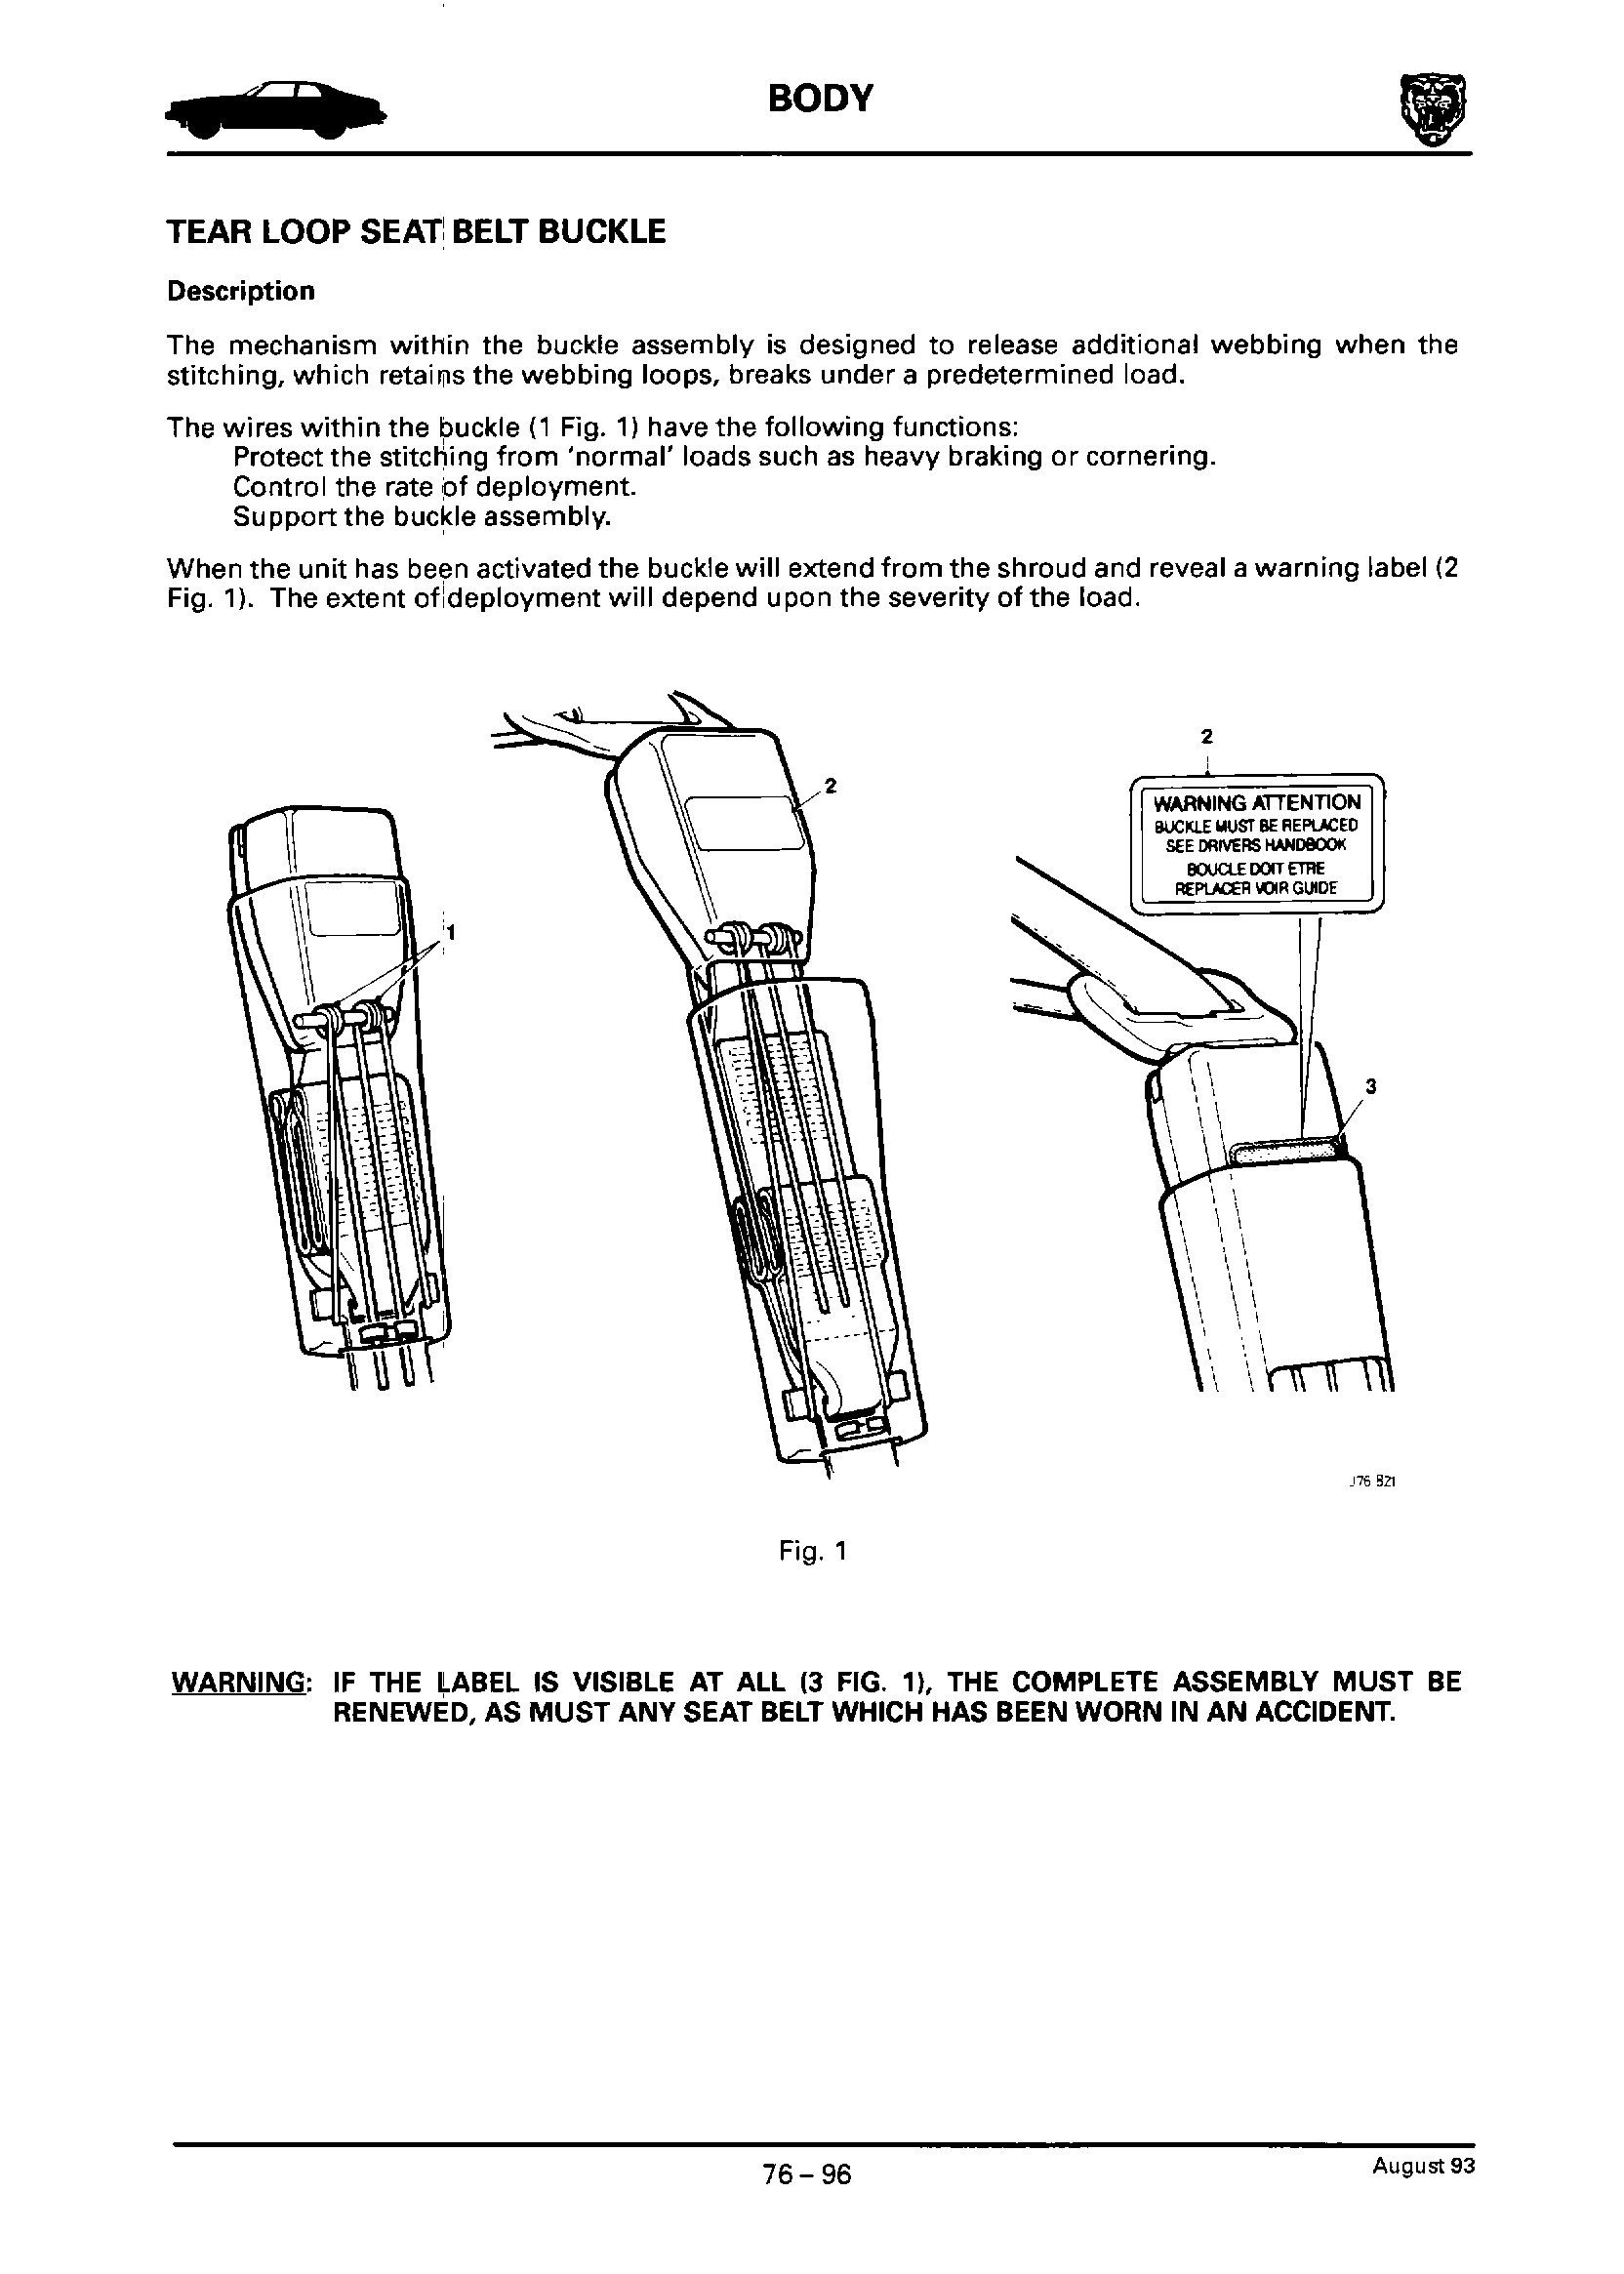 BODY
TEAR LOOP SEAT BELT BUCKLE
Description
The mechanism within the buckle assembly is designed to release additional webbing when the
stitching, which retains the webbing loops, breaks under a predetermined load.
The wires within the buckle (1 Fig. 1) have the following functions:
Protect the stitching from 'normal' loads such as heavy braking or cornering.
Control the rate of deployment.
Support the buckle assembly.
When the unit has been activated the buckle will extend from the shroud and reveal a warning label (2
Fig. 1). The extent of deployment will depend upon the severity of the load.
1
2
2
WARNING ATTENTION
BUCKLE MUST BE REPLACED
SEE DRIVERS HANDBOOK
BOUCLE DOIT ETRE
REPLACER VOIR GUIDE
3
J76 821
Fig. 1
WARNING: IF THE LABEL IS VISIBLE AT ALL (3 FIG. 1), THE COMPLETE ASSEMBLY MUST BE
RENEWED, AS MUST ANY SEAT BELT WHICH HAS BEEN WORN IN AN ACCIDENT.
76 – 96
August 93